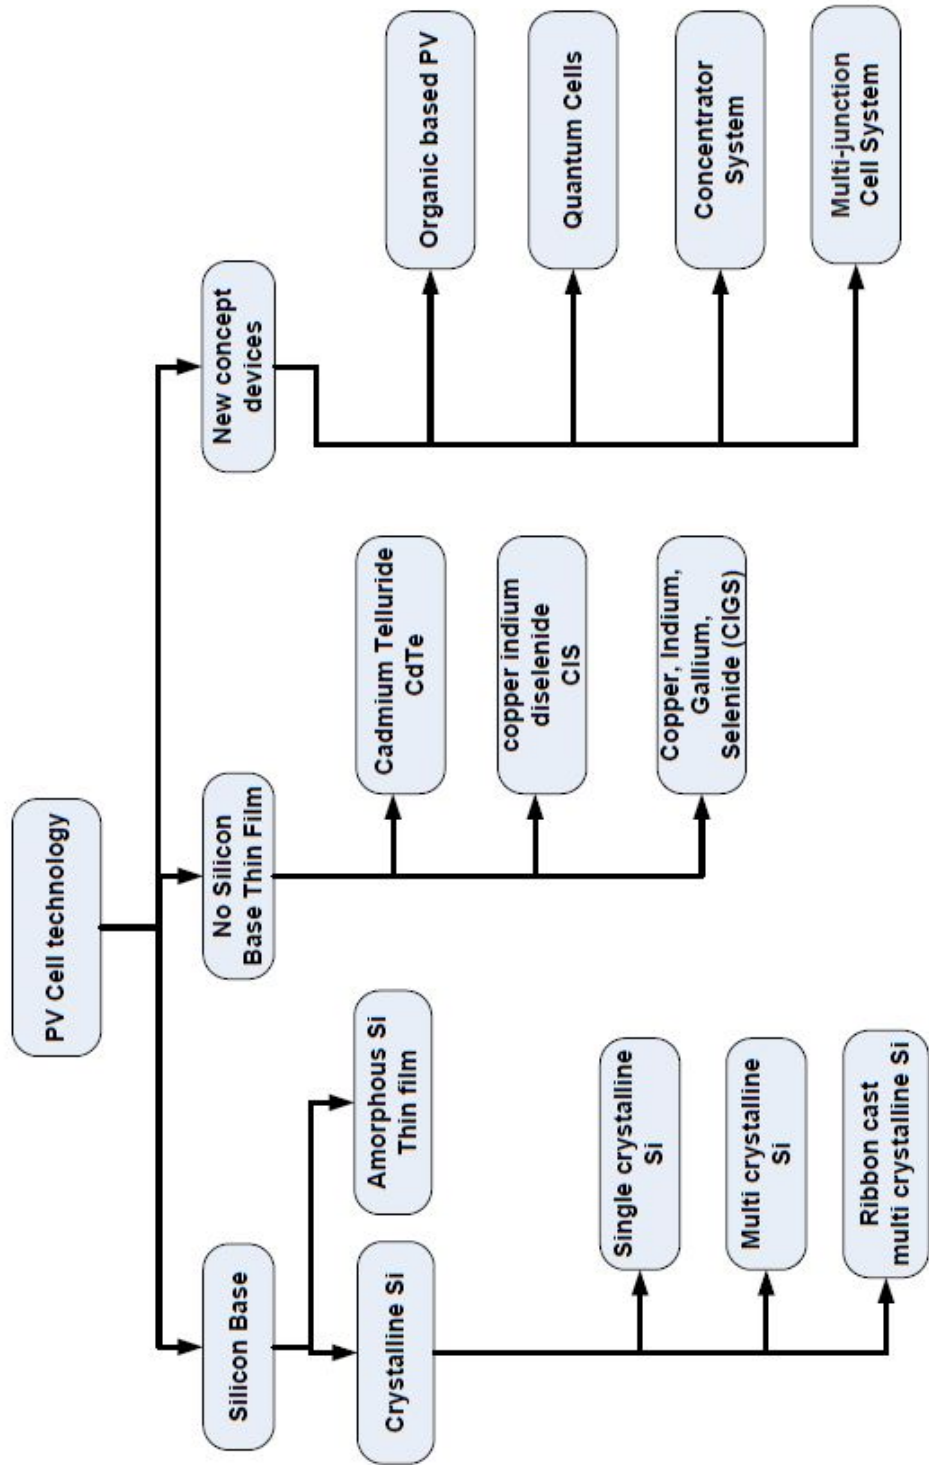 PV Cell technology
Silicon Base
No Silicon
Base Thin Film
New concept
devices
Crystalline Si
Amorphous Si
Thin film
Single crystalline
Si
Multi crystalline
Si
Ribbon cast
multi crystalline Si
Cadmium Telluride
CdTe
copper indium
diselenide
CIS
Copper, Indium,
Gallium,
Selenide (CIGS)
Organic based PV
Quantum Cells
Concentrator
System
Multi-junction
Cell System